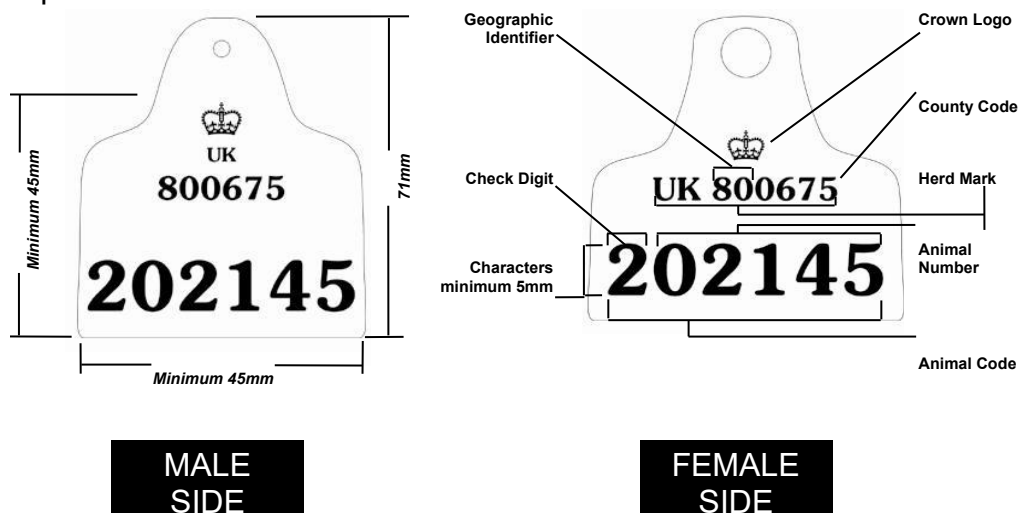 Minimum 45mm
71mm
UK
800675
202145
Minimum 45mm
MALE
SIDE
Geographic
Identifier
Crown Logo
County Code
Check Digit
UK 800675
Herd Mark
Characters
minimum 5mm
202145
Animal
Number
Animal Code
FEMALE
SIDE